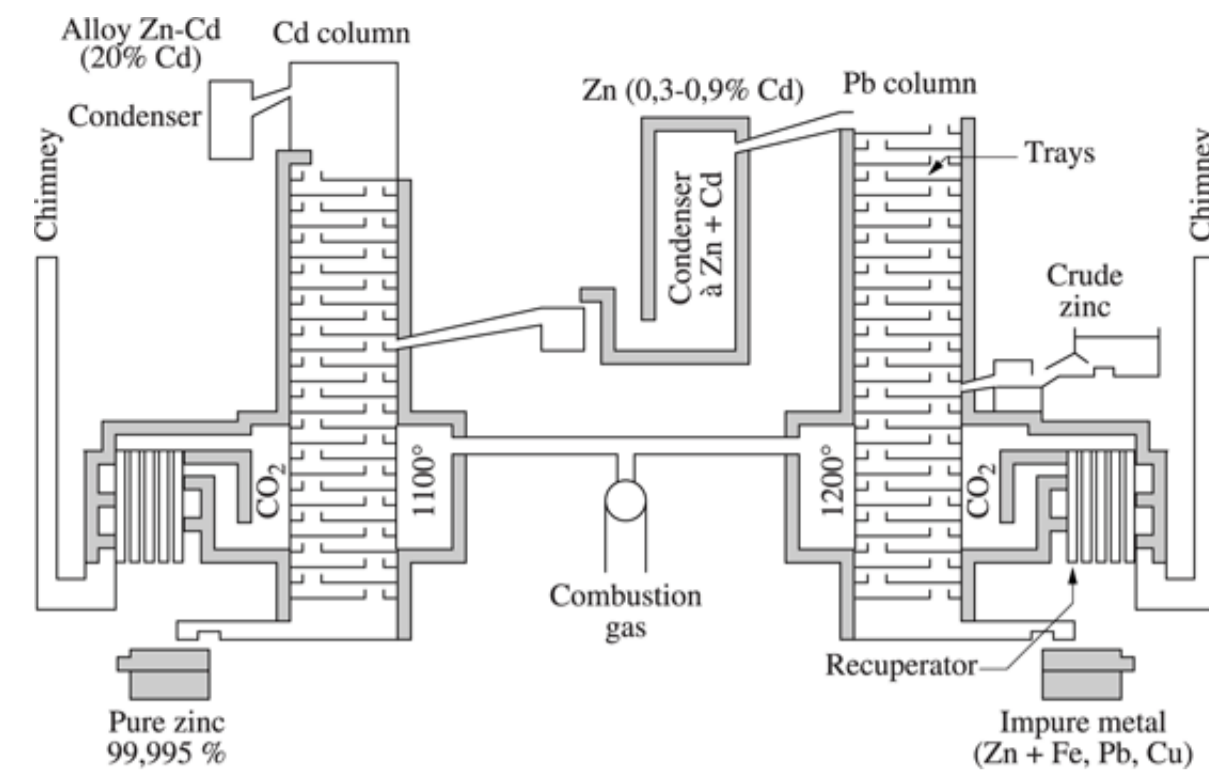 Alloy Zn-Cd
(20% Cd)
Cd column
Condenser
Chimney
Zn (0,3-0,9% Cd)
Pb column
Trays
Condenser
à Zn + Cd
Chimney
Crude
zinc
CO2
1100°
1200°
CO2
Combustion
gas
Recuperator
Pure zinc
99,995 %
Impure metal
(Zn + Fe, Pb, Cu)